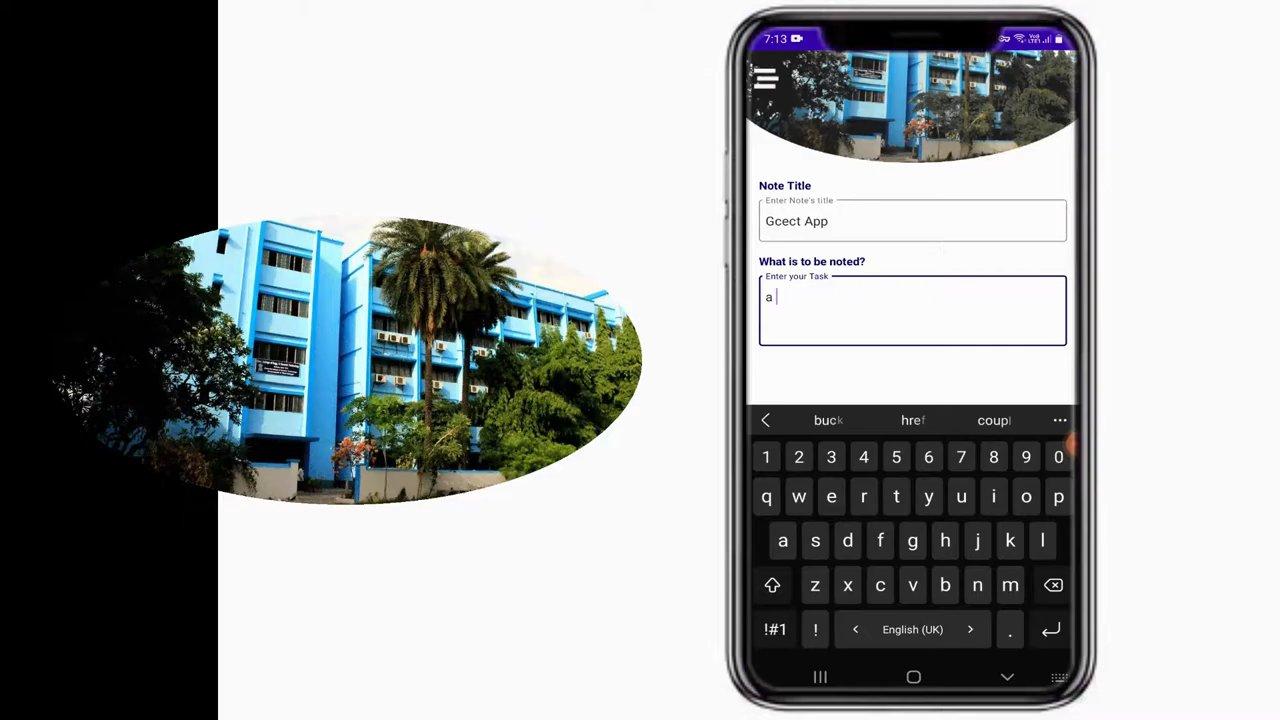 7:13
Note Title
Enter Note's title
Gcect App
What is to be noted?
Enter your Task
a
buck href coupl
1 2 3 4 5 6 7 8 9 0
q w e r t y u i o p
a s d f g h j k l
z x c v b n m
!#1 ! < English (UK) > .